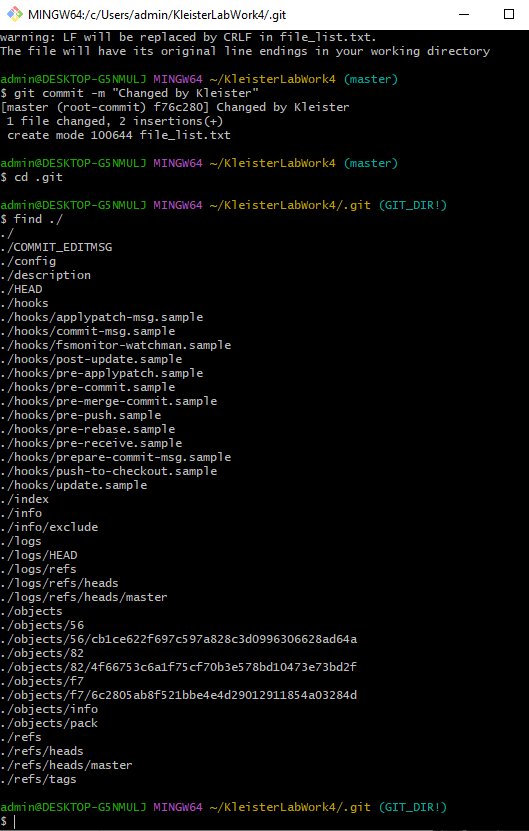 MINGW64:/c/Users/admin/KleisterLabWork4/.git
warning: LF will be replaced by CRLF in file_list.txt.
The file will have its original line endings in your working directory
admin@DESKTOP-G5NMULJ MINGW64 ~/KleisterLabWork4 (master)
$ git commit -m "Changed by Kleister"
[master (root-commit) f76c280] Changed by Kleister
 1 file changed, 2 insertions(+)
 create mode 100644 file_list.txt
admin@DESKTOP-G5NMULJ MINGW64 ~/KleisterLabWork4 (master)
$ cd .git
admin@DESKTOP-G5NMULJ MINGW64 ~/KleisterLabWork4/.git (GIT_DIR!)
$ find ./
./
./COMMIT_EDITMSG
./config
./description
./HEAD
./hooks
./hooks/applypatch-msg.sample
./hooks/commit-msg.sample
./hooks/fsmonitor-watchman.sample
./hooks/post-update.sample
./hooks/pre-applypatch.sample
./hooks/pre-commit.sample
./hooks/pre-merge-commit.sample
./hooks/pre-push.sample
./hooks/pre-rebase.sample
./hooks/pre-receive.sample
./hooks/prepare-commit-msg.sample
./hooks/push-to-checkout.sample
./hooks/update.sample
./index
./info
./info/exclude
./logs
./logs/HEAD
./logs/refs
./logs/refs/heads
./logs/refs/heads/master
./objects
./objects/56
./objects/56/cb1ce622f697c597a828c3d0996306628ad64a
./objects/82
./objects/82/4f66753c6a1f75cf70b3e578bd10473e73bd2f
./objects/f7
./objects/f7/6c2805ab8f521bbe4e4d29012911854a03284d
./objects/info
./objects/pack
./refs
./refs/heads
./refs/heads/master
./refs/tags
admin@DESKTOP-G5NMULJ MINGW64 ~/KleisterLabWork4/.git (GIT_DIR!)
$